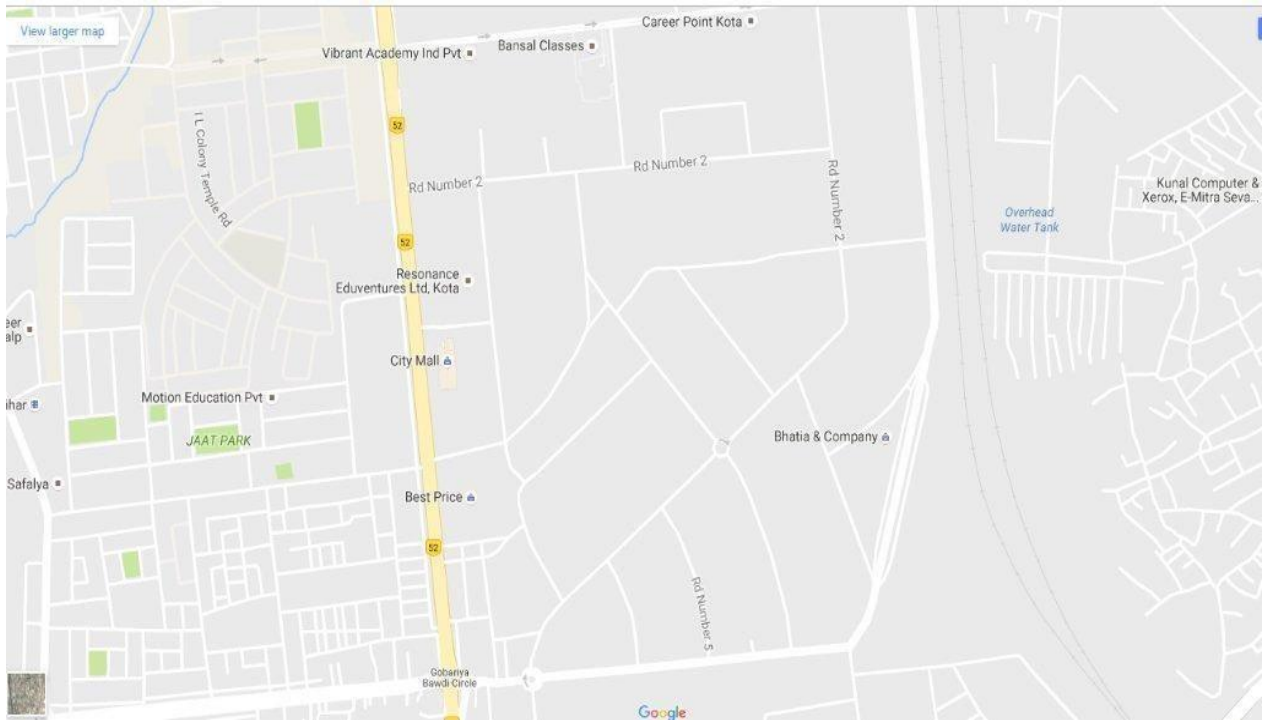 View larger map
Career Point Kota
Bansal Classes
Vibrant Academy Ind Pvt
52
I L Colony Temple Rd
Rd Number 2
Rd Number 2
Rd Number 2
Kunal Computer &
Xerox, E-Mitra Seva...
Overhead
Water Tank
52
Resonance
Eduventures Ltd, Kota
eer
alp
City Mall
Motion Education Pvt
ihar
JAAT PARK
Bhatia & Company
Safalya
Best Price
52
Rd Number 5
Gobariya
Bawdi Circle
Google